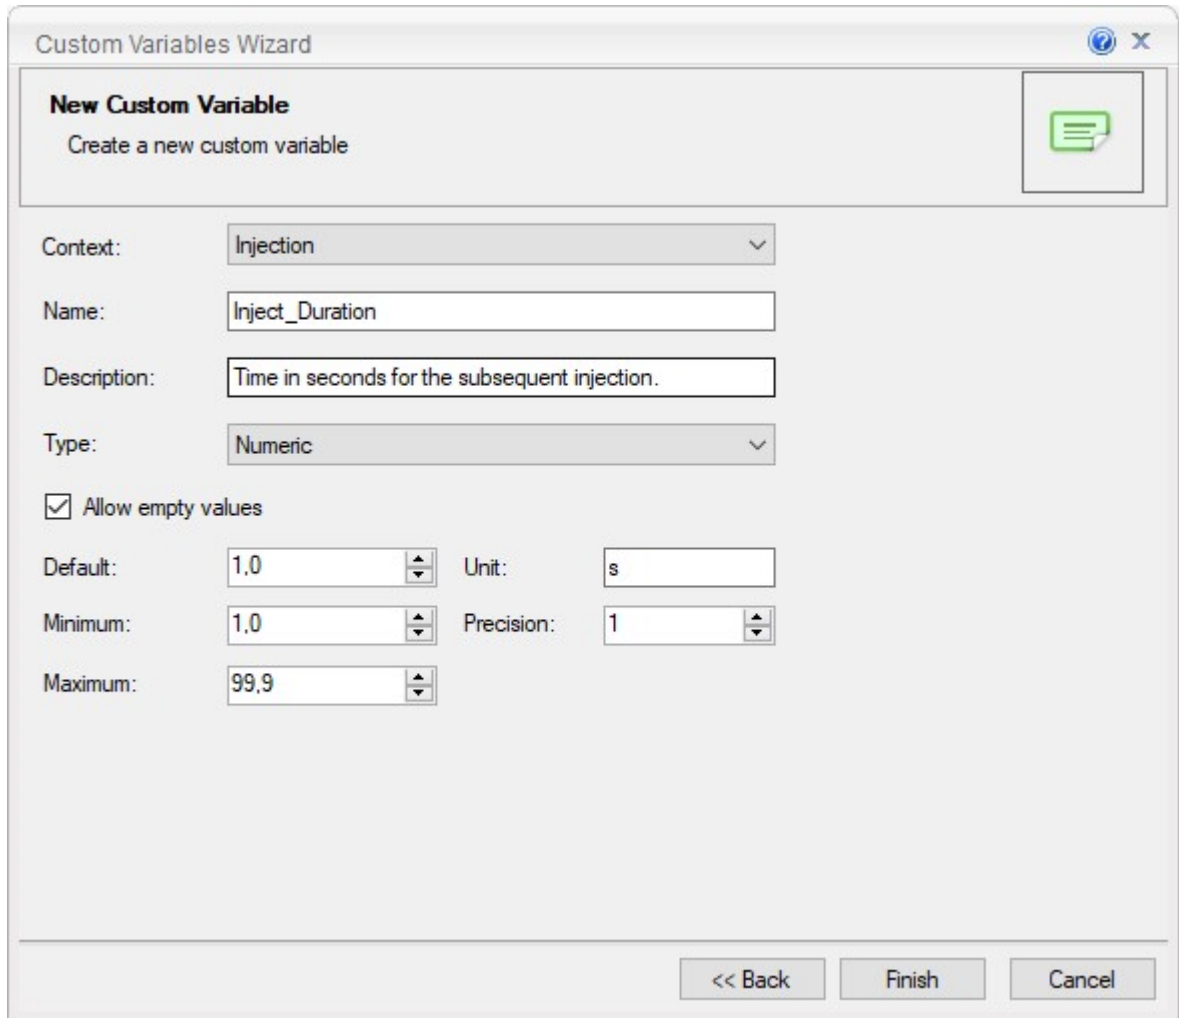 Custom Variables Wizard
New Custom Variable
Create a new custom variable
Context: Injection
Name: Inject_Duration
Description: Time in seconds for the subsequent injection.
Type: Numeric
Allow empty values
Default: 1,0 Unit: s
Minimum: 1,0 Precision: 1
Maximum: 99,9
<< Back Finish Cancel